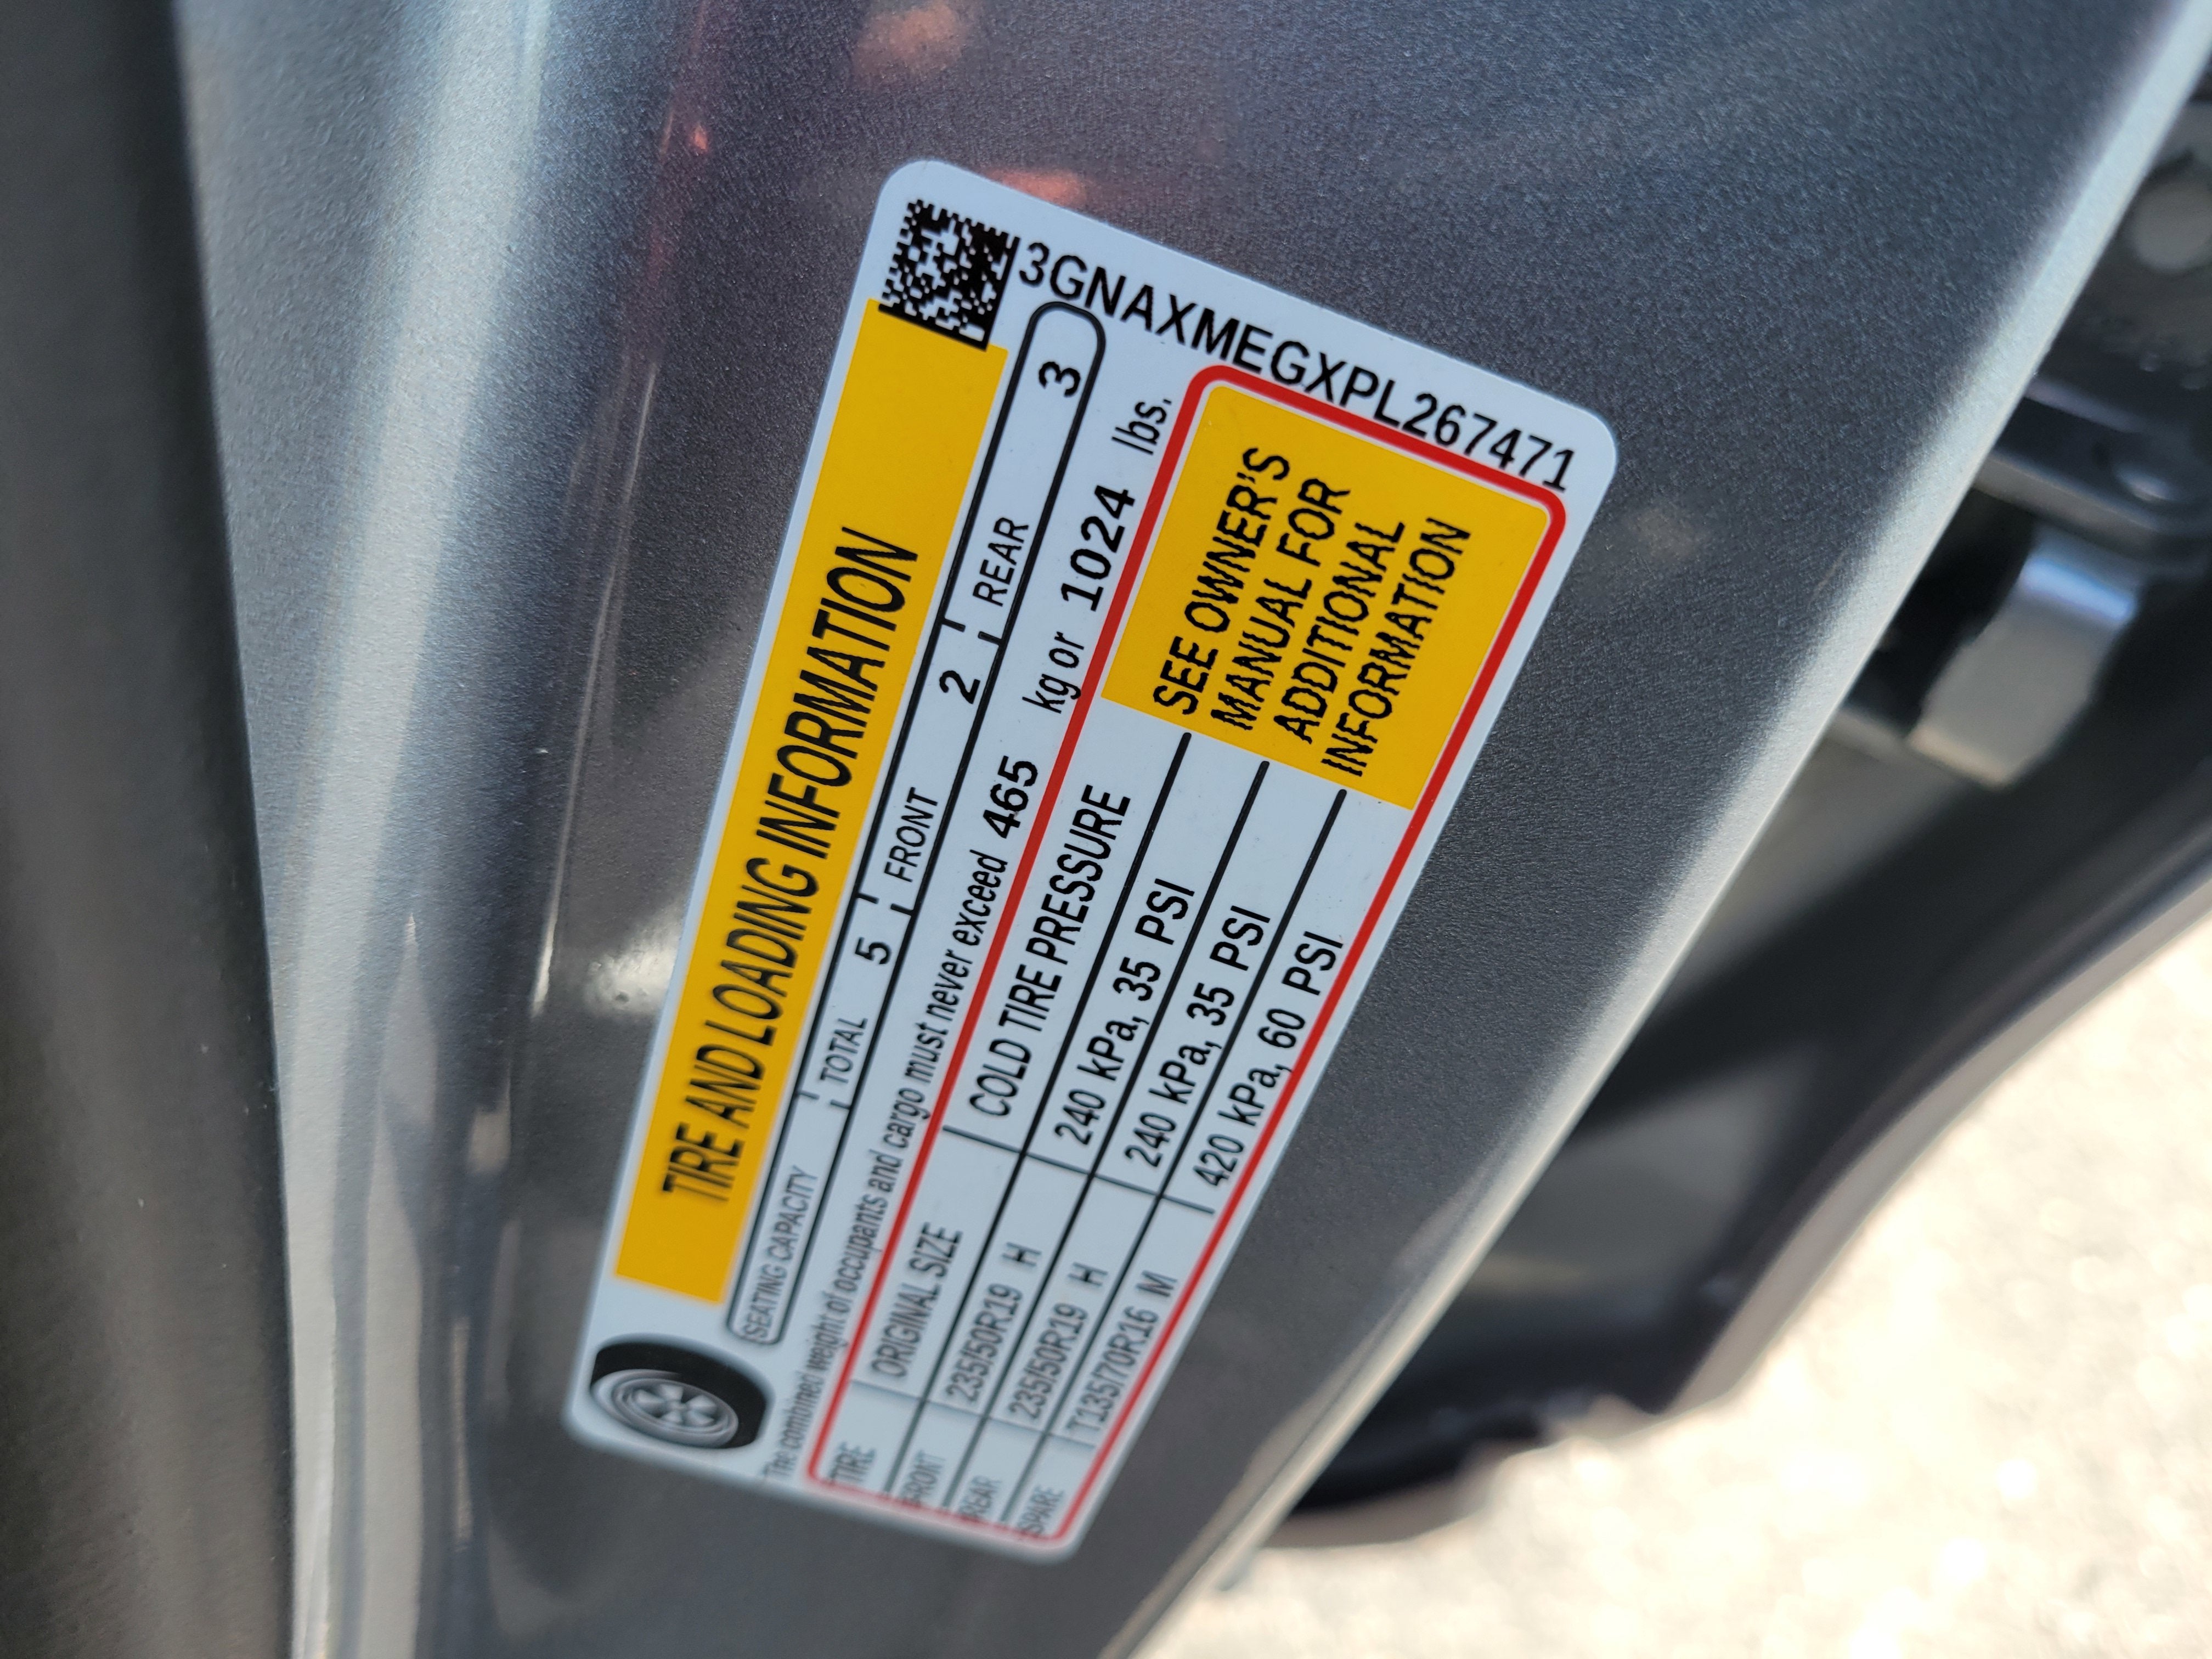 3GNAXMEGXPL267471
TIRE AND LOADING INFORMATION
SEATING CAPACITY TOTAL 5 FRONT 2 REAR 3
The combined weight of occupants and cargo must never exceed 465 kg or 1024 lbs.
TIRE ORIGINAL SIZE COLD TIRE PRESSURE
FRONT 235/50R19 H 240 kPa, 35 PSI
REAR 235/50R19 H 240 kPa, 35 PSI
SPARE T135/70R16 M 420 kPa, 60 PSI
SEE OWNER'S
MANUAL FOR
ADDITIONAL
INFORMATION